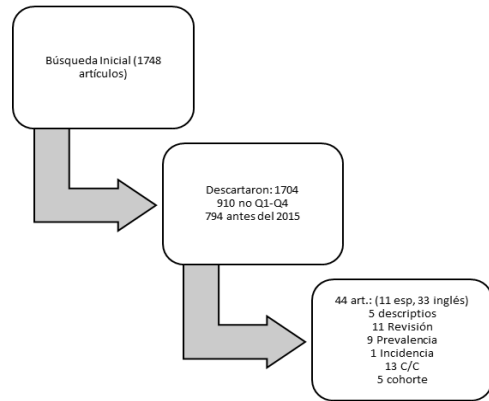 Búsqueda Inicial (1748
artículos)
Descartaron: 1704
910 no Q1-Q4
794 antes del 2015
44 art.: (11 esp, 33 inglés)
5 descriptios
11 Revisión
9 Prevalencia
1 Incidencia
13 C/C
5 cohorte